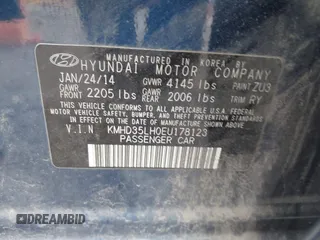 MANUFACTURED IN KOREA BY
HYUNDAI MOTOR COMPANY
JAN/24/14 GVWR 4145 lbs PAINT ZU3
GAWR FRONT 2205 lbs GAWR REAR 2006 lbs TRIM RY
THIS VEHICLE CONFORMS TO ALL APPLICABLE
FEDERAL MOTOR VEHICLE SAFETY, BUMPER, AND
THEFT PREVENTION STANDARDS IN EFFECT ON
THE DATE OF MANUFACTURE SHOWN ABOVE.
V.I.N. KMHD35LH0EU178123
PASSENGER CAR
© DEALERBID